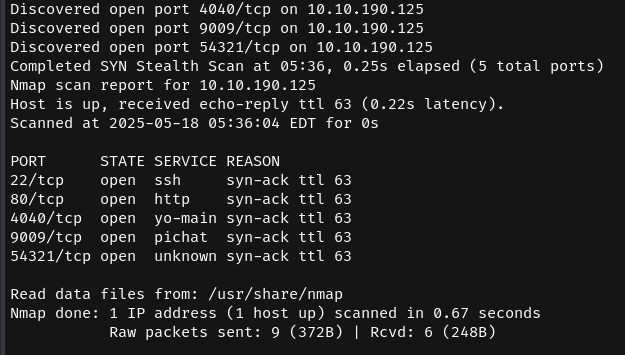 Discovered open port 4040/tcp on 10.10.190.125
Discovered open port 9009/tcp on 10.10.190.125
Discovered open port 54321/tcp on 10.10.190.125
Completed SYN Stealth Scan at 05:36, 0.25s elapsed (5 total ports)
Nmap scan report for 10.10.190.125
Host is up, received echo-reply ttl 63 (0.22s latency).
Scanned at 2025-05-18 05:36:04 EDT for 0s

PORT      STATE SERVICE REASON
22/tcp    open  ssh     syn-ack ttl 63
80/tcp    open  http    syn-ack ttl 63
4040/tcp  open  yo-main syn-ack ttl 63
9009/tcp  open  pichat  syn-ack ttl 63
54321/tcp open  unknown syn-ack ttl 63

Read data files from: /usr/share/nmap
Nmap done: 1 IP address (1 host up) scanned in 0.67 seconds
           Raw packets sent: 9 (372B) | Rcvd: 6 (248B)